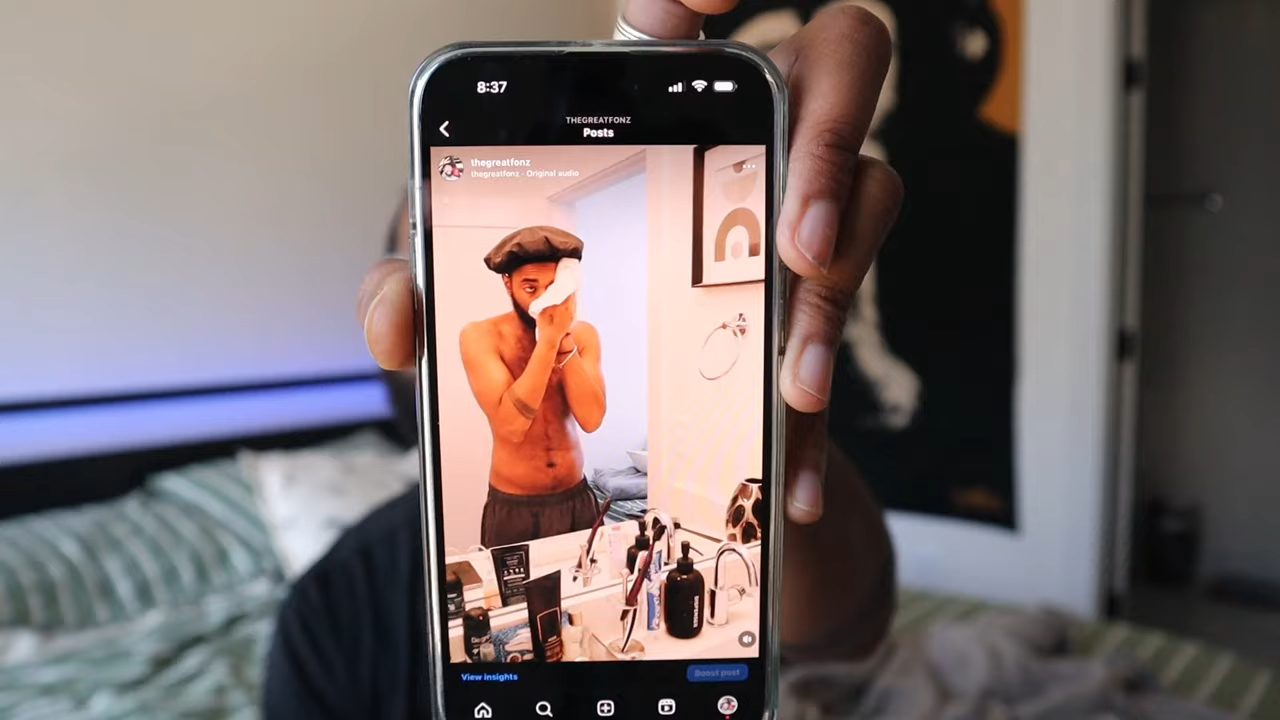 8:37
THEGREATFONZ
Posts
thegreatfonz
thegreatfonz · Original audio
View insights
Boost post